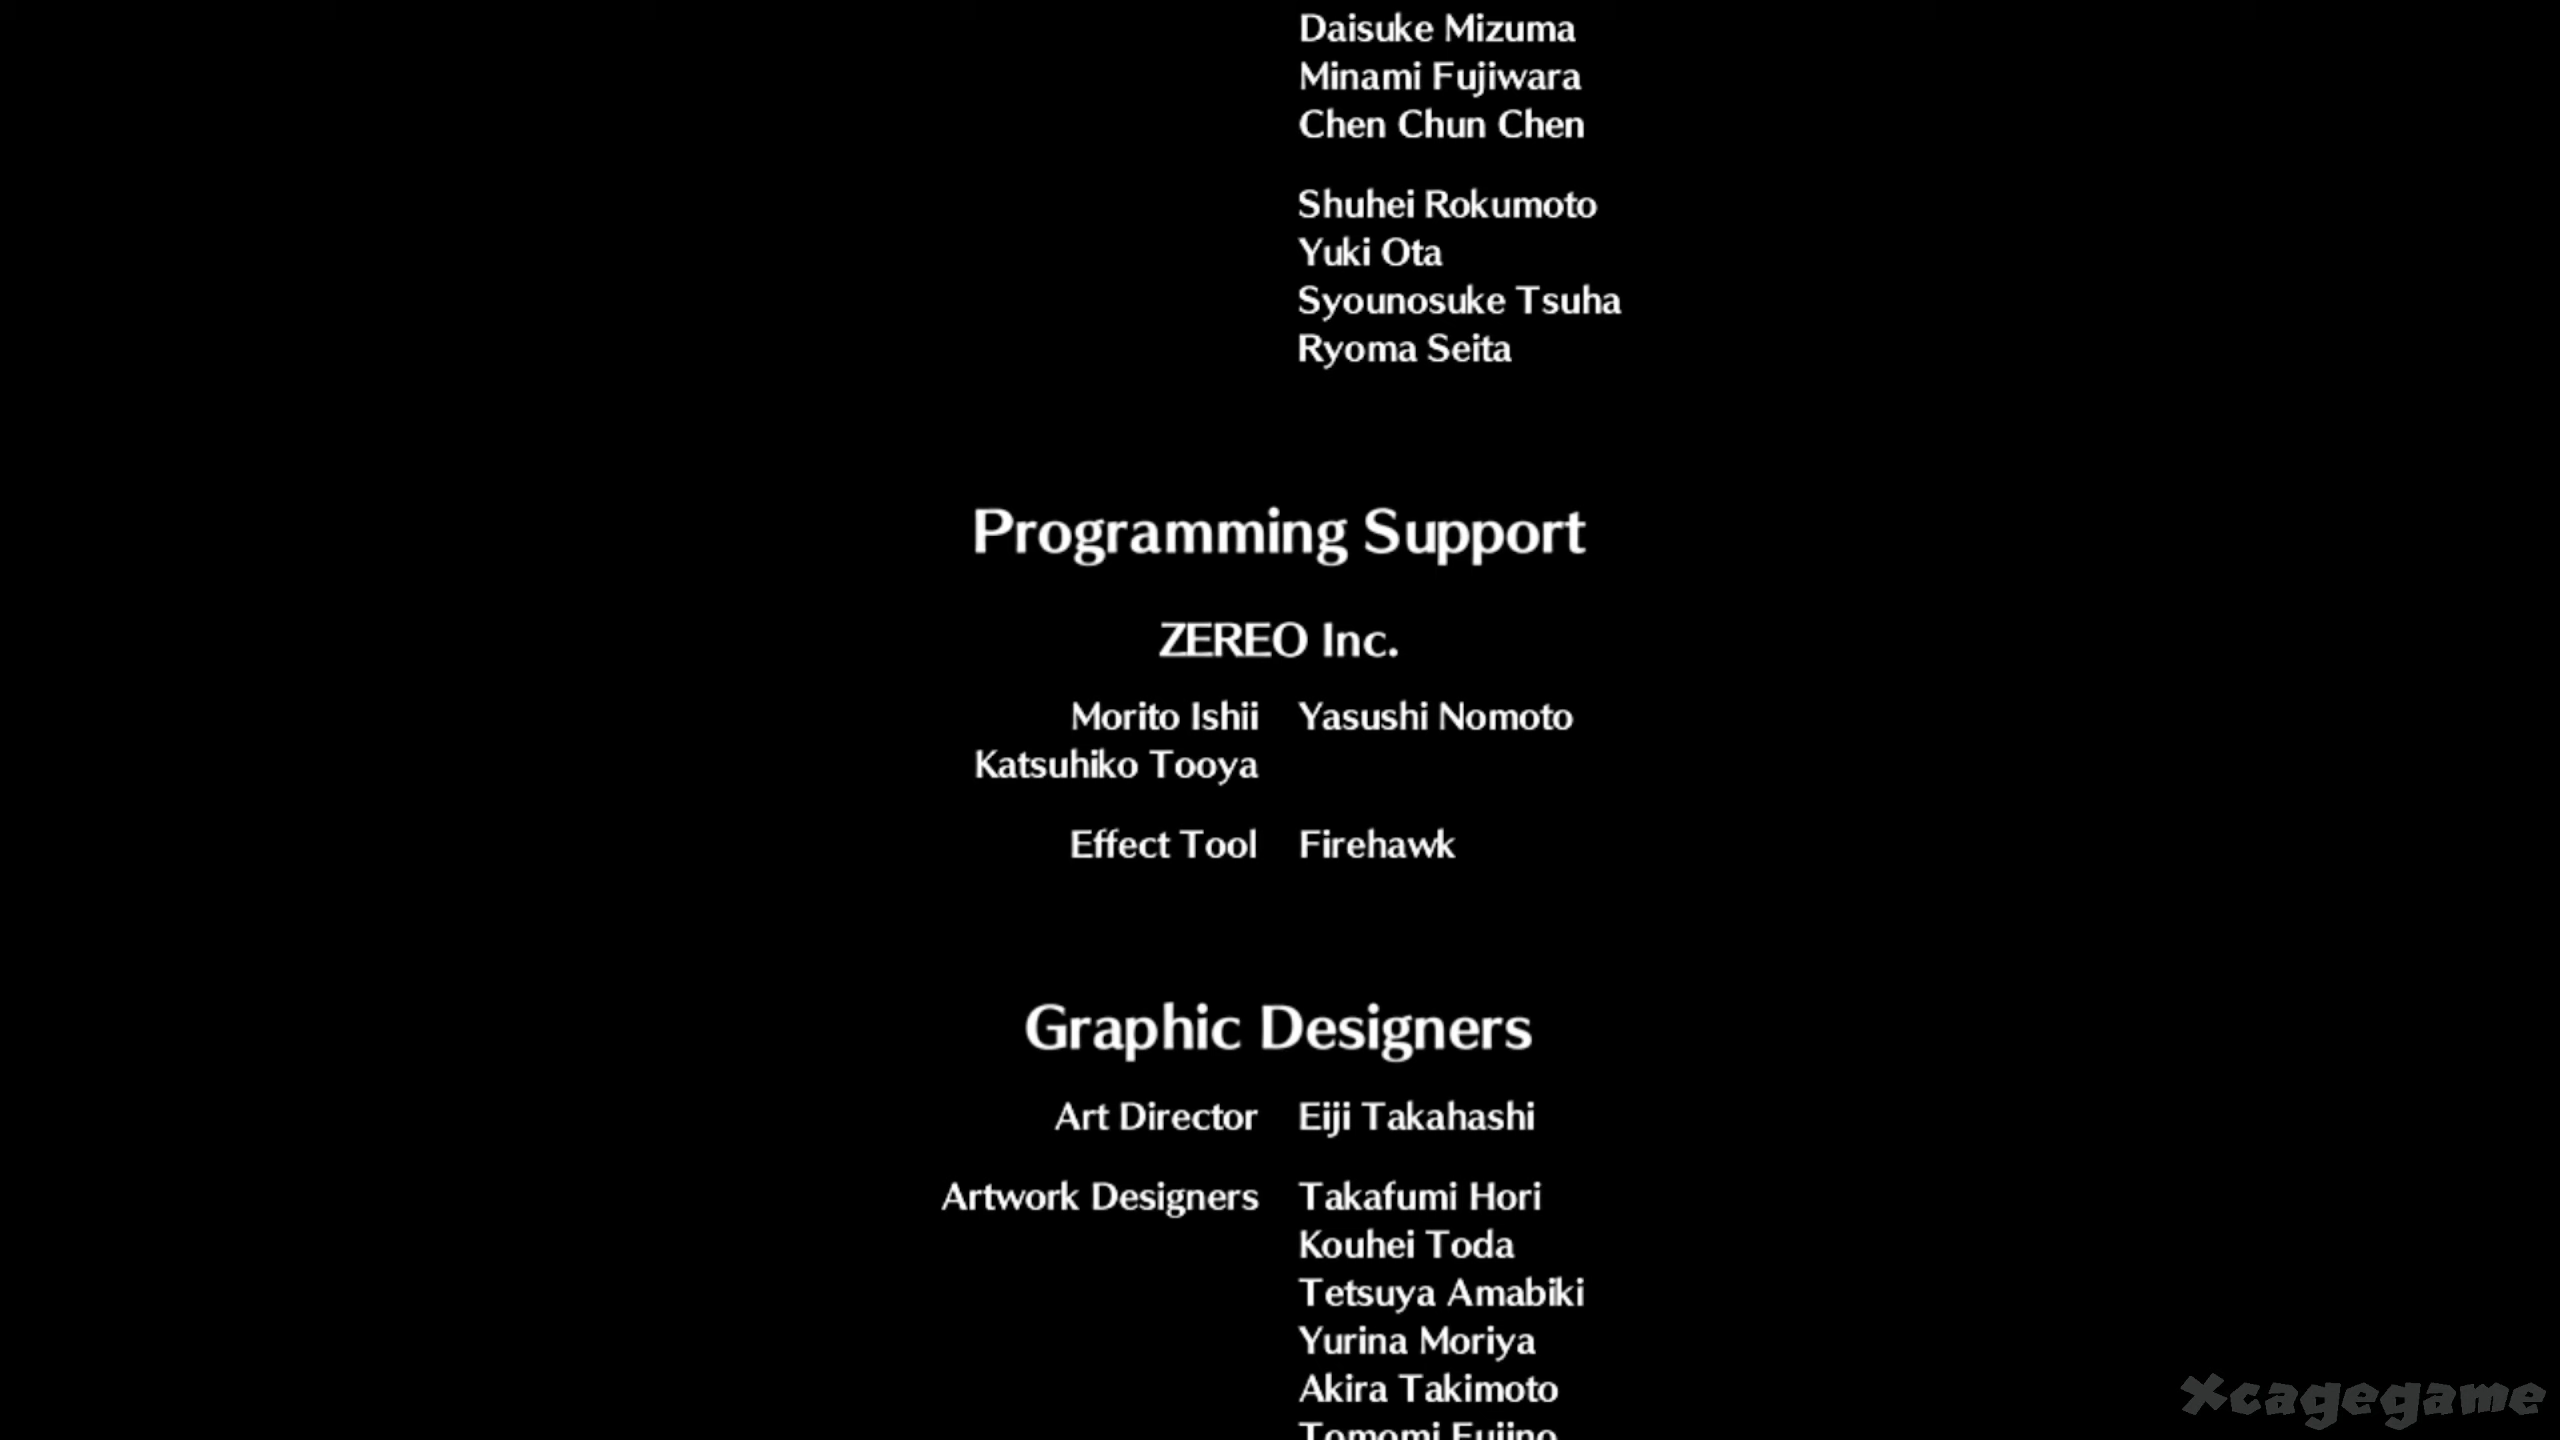 Daisuke Mizuma
Minami Fujiwara
Chen Chun Chen
Shuhei Rokumoto
Yuki Ota
Syounosuke Tsuha
Ryoma Seita
Programming Support
ZEREO Inc.
Morito Ishii Yasushi Nomoto
Katsuhiko Tooya
Effect Tool Firehawk
Graphic Designers
Art Director Eiji Takahashi
Artwork Designers Takafumi Hori
Kouhei Toda
Tetsuya Amabiki
Yurina Moriya
Akira Takimoto
Tomomi Fujino
Xcagegame